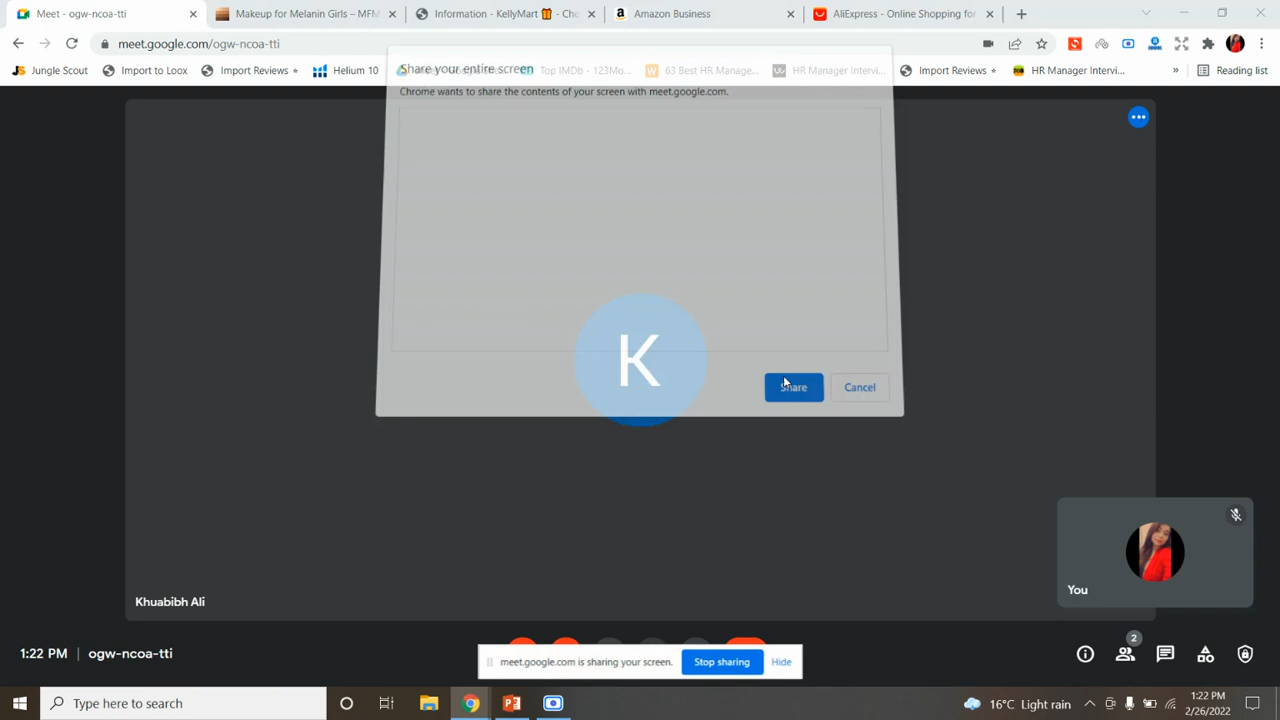 Meet - ogw-ncoa-tti
Makeup for Melanin Girls – MFM
Information - KellyMart 🎁 - Che
Amazon Business
AliExpress - Online Shopping for
meet.google.com/ogw-ncoa-tti
Jungle Scout
Import to Loox
Import Reviews
Helium 10
Top IMDb - 123Mo...
63 Best HR Manage...
HR Manager Intervi...
Import Reviews
HR Manager Intervi...
»
Reading list
Share your entire screen
Chrome wants to share the contents of your screen with meet.google.com.
K
Share
Cancel
You
Khuabibh Ali
1:22 PM | ogw-ncoa-tti
meet.google.com is sharing your screen.
Stop sharing
Hide
2
Type here to search
16°C Light rain
1:22 PM
2/26/2022